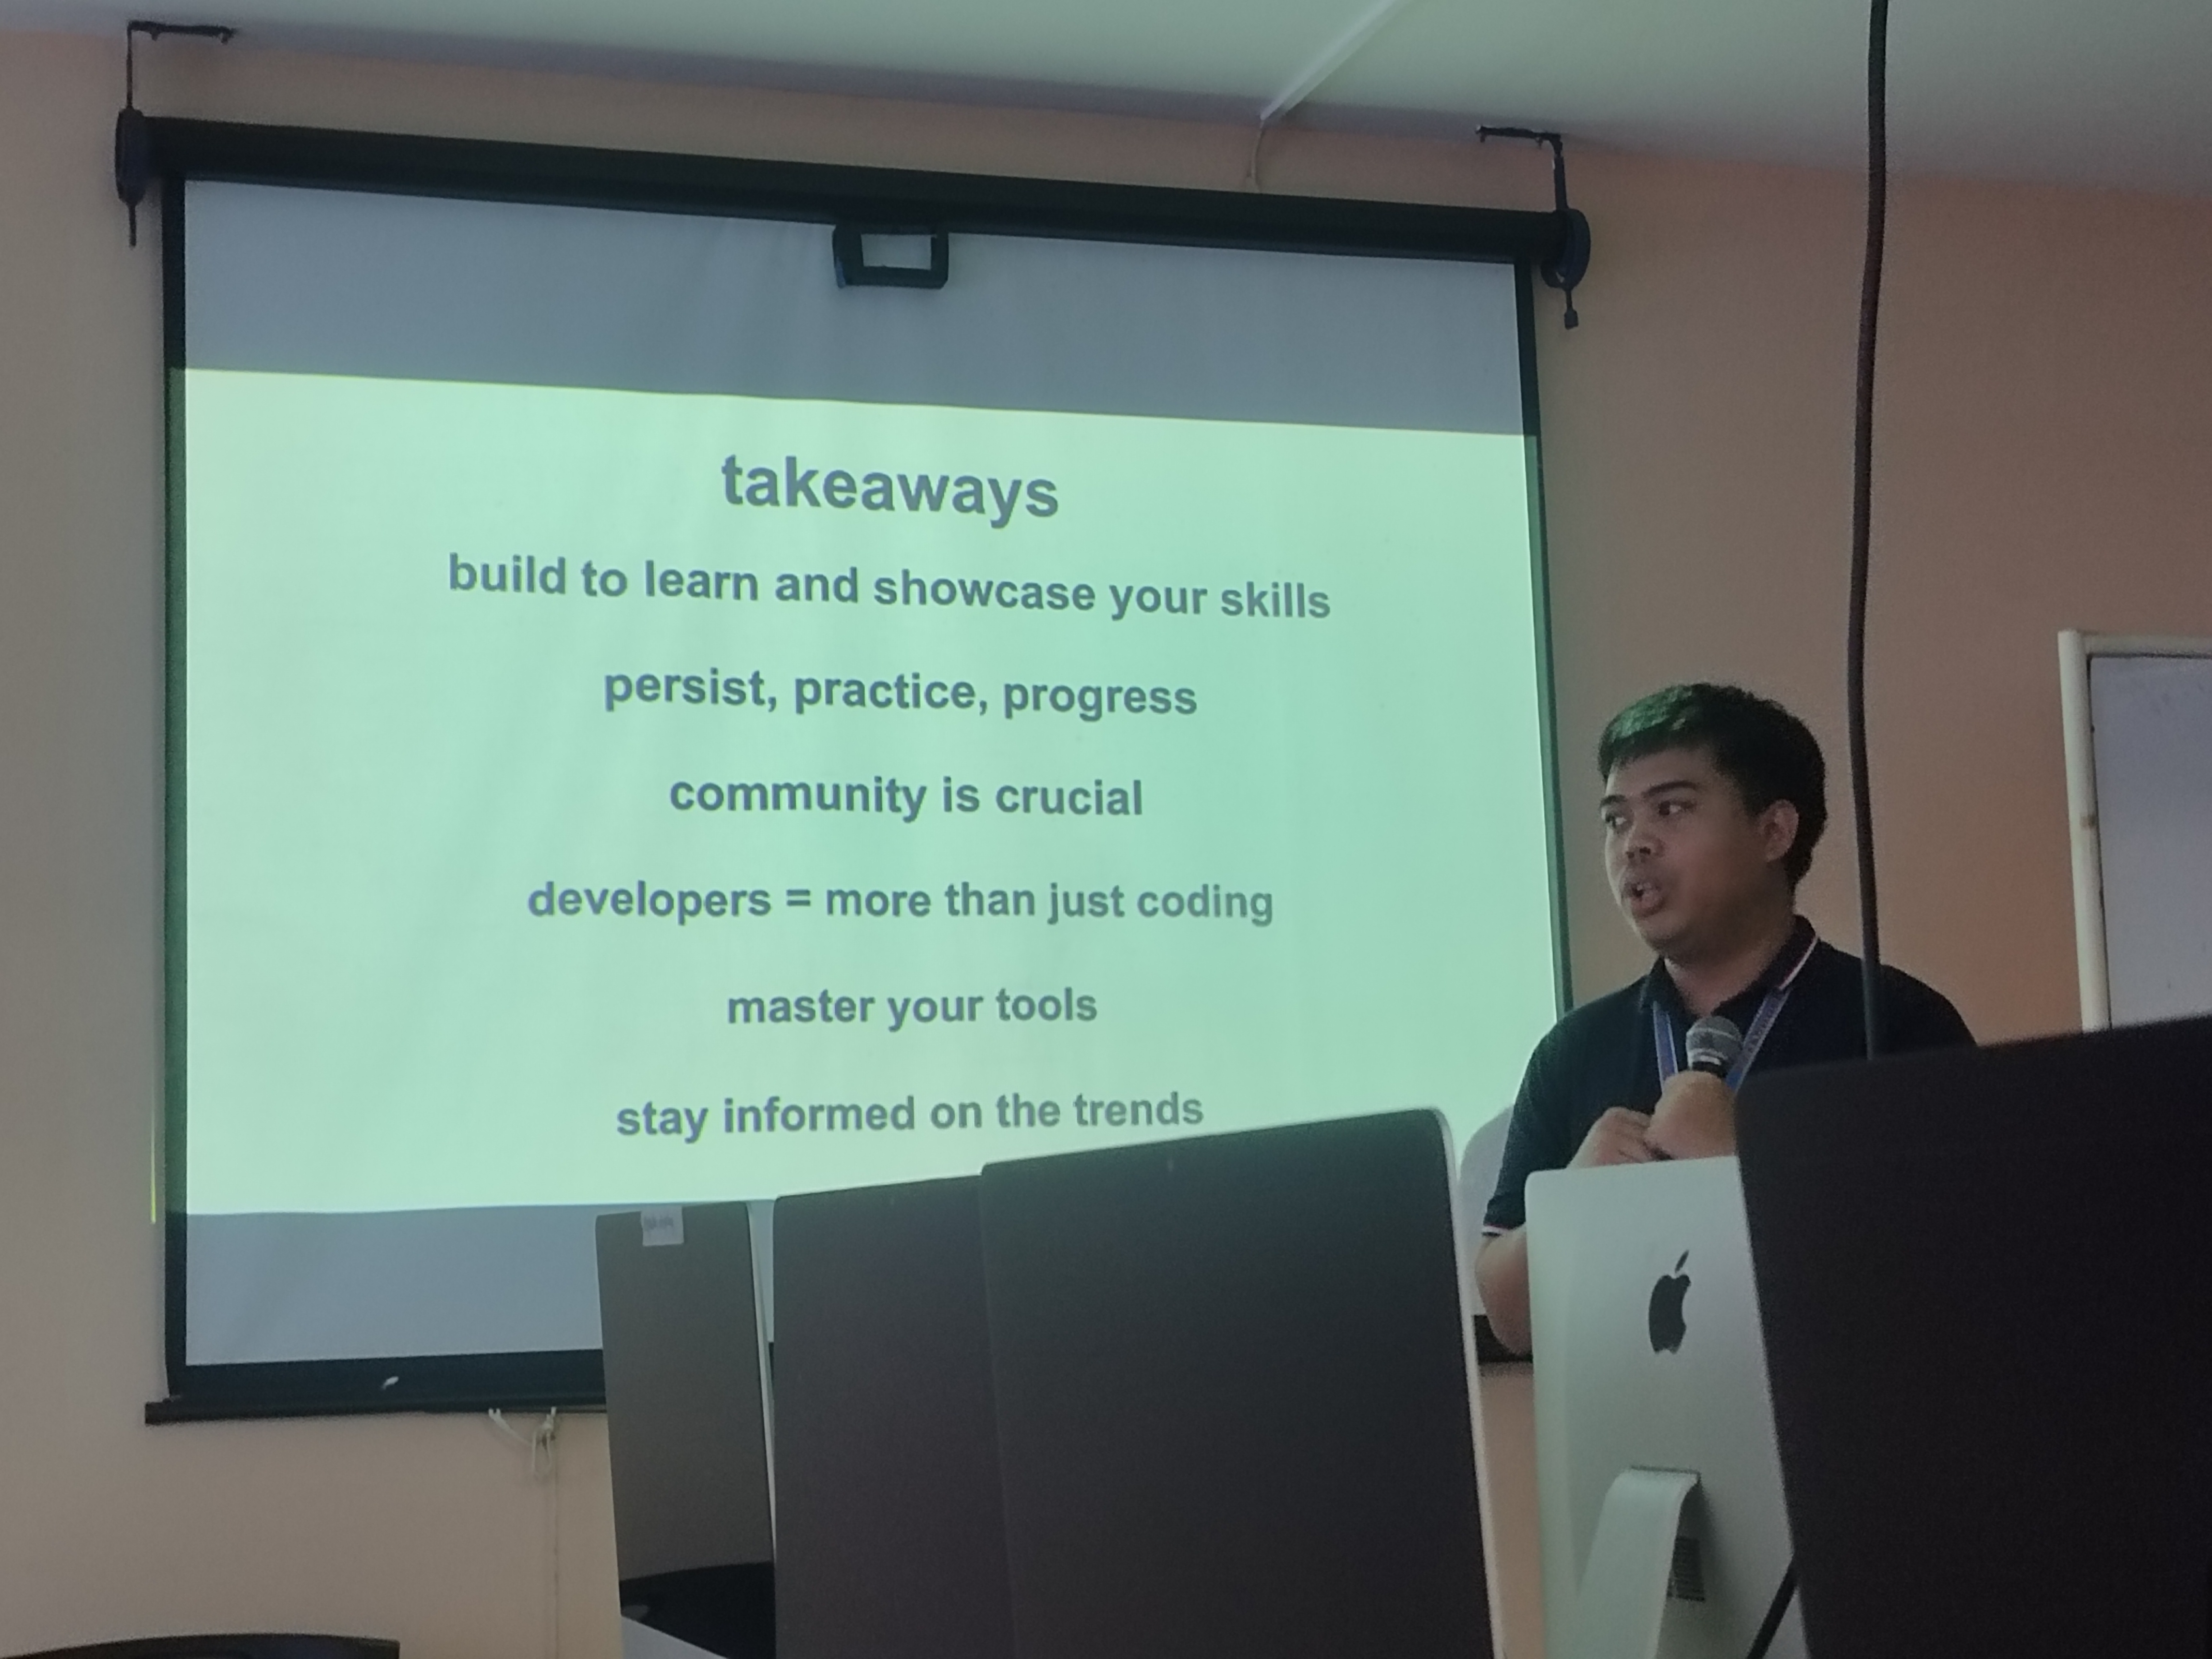 takeaways
build to learn and showcase your skills
persist, practice, progress
community is crucial
developers = more than just coding
master your tools
stay informed on the trends